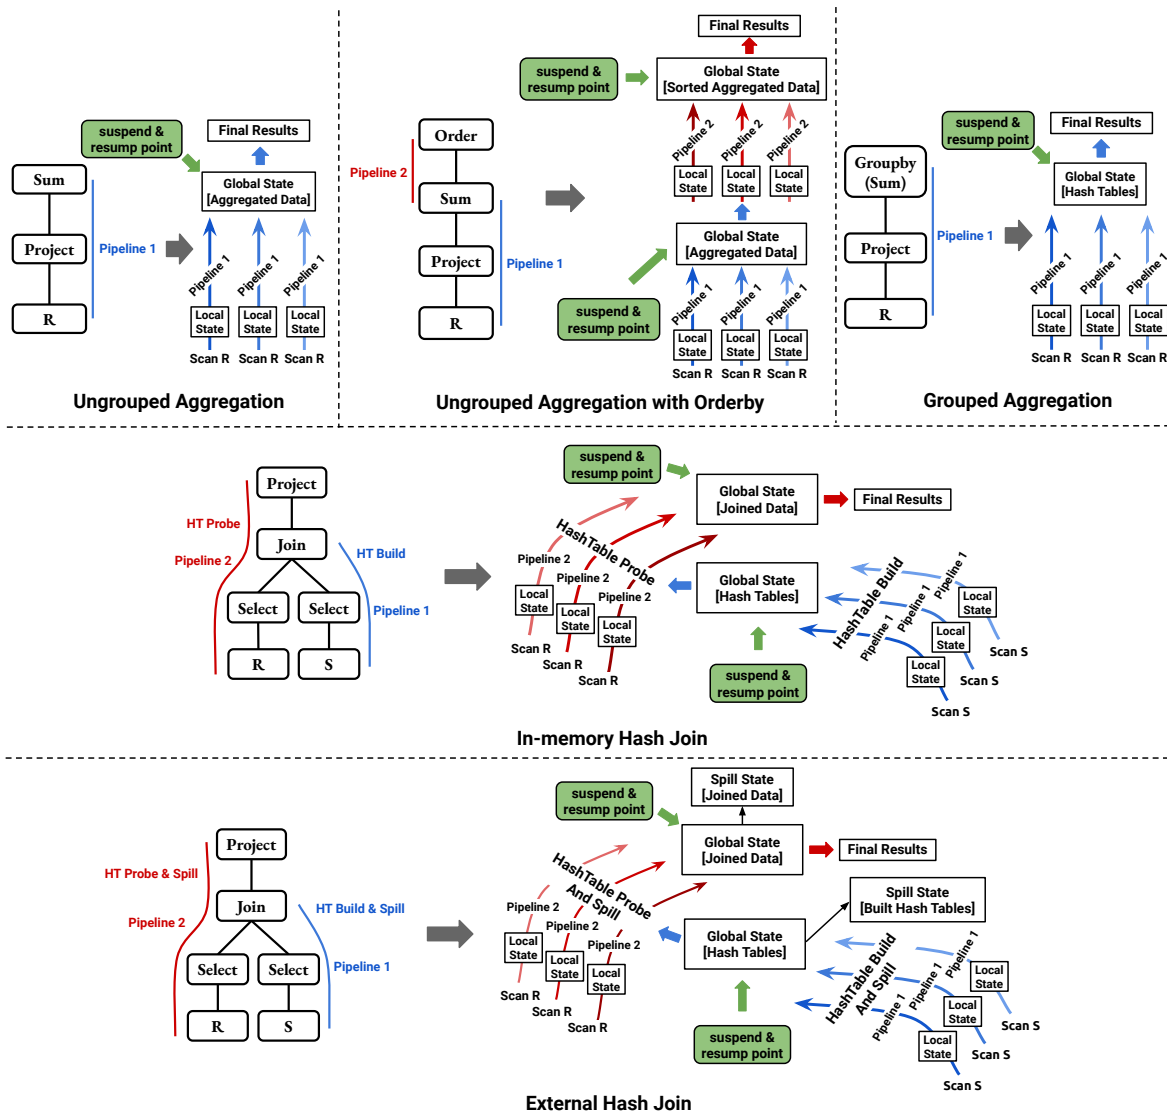 suspend &
resump point
Final Results
Global State
[Aggregated Data]
Sum
Project
R
Pipeline 1
Pipeline 1
Pipeline 1
Pipeline 1
Local
State
Local
State
Local
State
Scan R
Scan R
Scan R
Ungrouped Aggregation
Final Results
suspend &
resump point
Global State
[Sorted Aggregated Data]
Order
Pipeline 2
Sum
Project
R
Pipeline 1
Pipeline 2
Pipeline 2
Pipeline 2
Local
State
Local
State
Local
State
Global State
[Aggregated Data]
suspend &
resump point
Pipeline 1
Pipeline 1
Pipeline 1
Local
State
Local
State
Local
State
Scan R
Scan R
Scan R
Ungrouped Aggregation with Orderby
suspend &
resump point
Final Results
Global State
[Hash Tables]
Groupby
(Sum)
Project
R
Pipeline 1
Pipeline 1
Pipeline 1
Pipeline 1
Local
State
Local
State
Local
State
Scan R
Scan R
Scan R
Grouped Aggregation
Project
HT Probe
Join
Pipeline 2
HT Build
Select
Select
Pipeline 1
R
S
suspend &
resump point
Global State
[Joined Data]
Final Results
HashTable Probe
Pipeline 2
Pipeline 2
Pipeline 2
Local
State
Local
State
Local
State
Scan R
Scan R
Scan R
Global State
[Hash Tables]
suspend &
resump point
HashTable Build
Pipeline 1
Pipeline 1
Pipeline 1
Local
State
Local
State
Local
State
Scan S
Scan S
Scan S
In-memory Hash Join
Project
HT Probe & Spill
Join
Pipeline 2
HT Build & Spill
Select
Select
Pipeline 1
R
S
Spill State
[Joined Data]
suspend &
resump point
Global State
[Joined Data]
Final Results
HashTable Probe
And Spill
Pipeline 2
Pipeline 2
Pipeline 2
Local
State
Local
State
Local
State
Scan R
Scan R
Scan R
Spill State
[Built Hash Tables]
Global State
[Hash Tables]
suspend &
resump point
HashTable Build
And Spill
Pipeline 1
Pipeline 1
Pipeline 1
Local
State
Local
State
Local
State
Scan S
Scan S
Scan S
External Hash Join